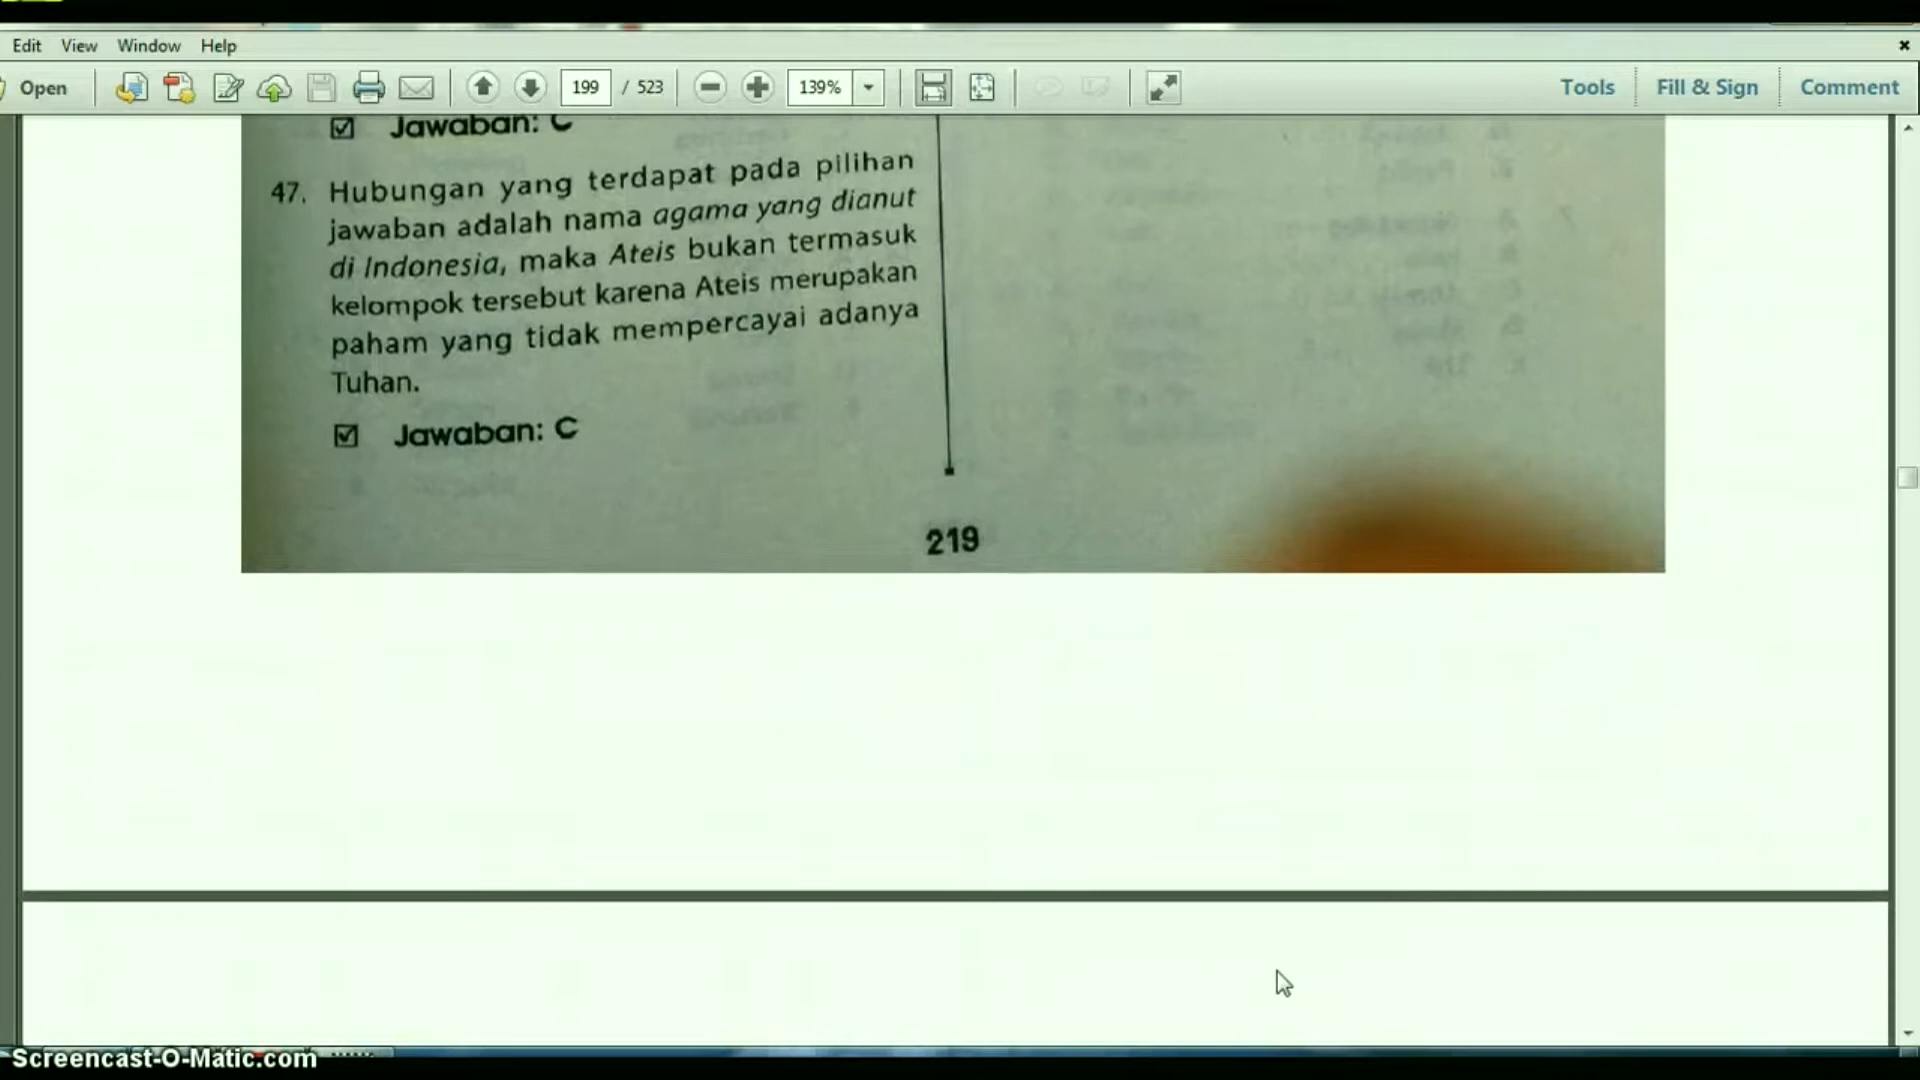 Edit View Window Help
Open 199 / 523 139% Tools Fill & Sign Comment
Jawaban: C
47. Hubungan yang terdapat pada pilihan
jawaban adalah nama agama yang dianut
di Indonesia, maka Ateis bukan termasuk
kelompok tersebut karena Ateis merupakan
paham yang tidak mempercayai adanya
Tuhan.
Jawaban: C
219
Screencast-O-Matic.com